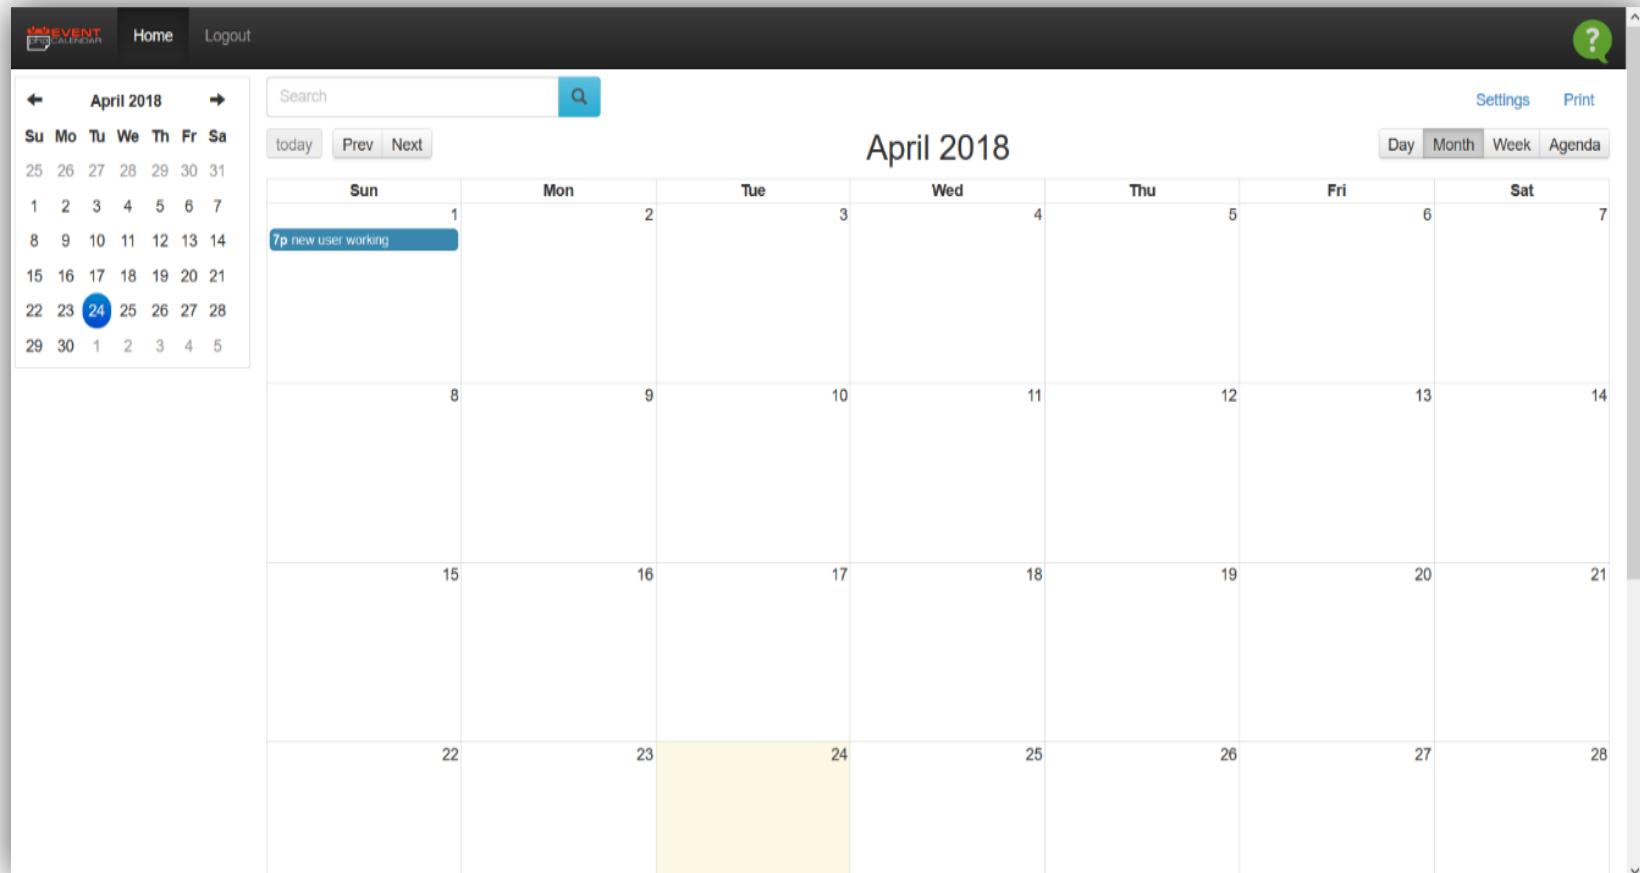 php EVENT CALENDAR Home Logout ?
April 2018
Su Mo Tu We Th Fr Sa
25 26 27 28 29 30 31
1 2 3 4 5 6 7
8 9 10 11 12 13 14
15 16 17 18 19 20 21
22 23 24 25 26 27 28
29 30 1 2 3 4 5
Search
Settings Print
today Prev Next
April 2018
Day Month Week Agenda
Sun Mon Tue Wed Thu Fri Sat
1 2 3 4 5 6 7
7p new user working
8 9 10 11 12 13 14
15 16 17 18 19 20 21
22 23 24 25 26 27 28